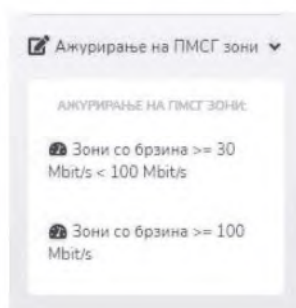 Ажурирање на ПМСГ зони
АЖУРИРАЊЕ НА ПМСГ ЗОНИ:
Зони со брзина >= 30
Mbit/s < 100 Mbit/s
Зони со брзина >= 100
Mbit/s